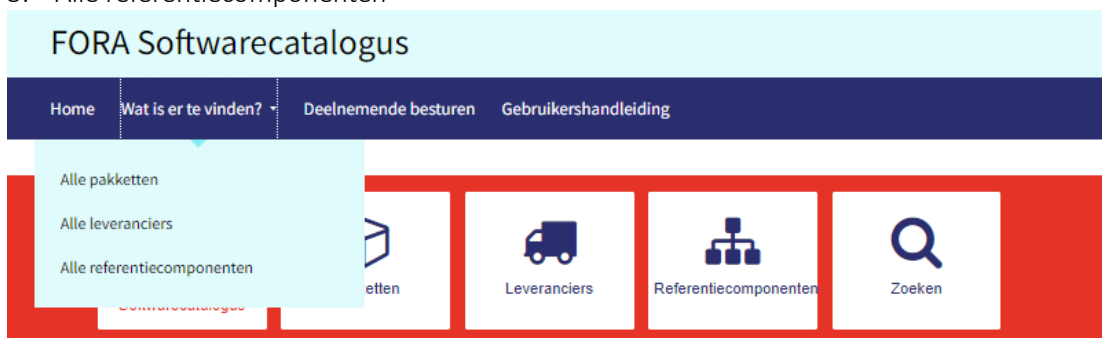 FORA Softwarecatalogus
Home Wat is er te vinden? Deelnemende besturen Gebruikershandleiding
Alle pakketten
Alle leveranciers
Alle referentiecomponenten
etten Leveranciers Referentiecomponenten Zoeken